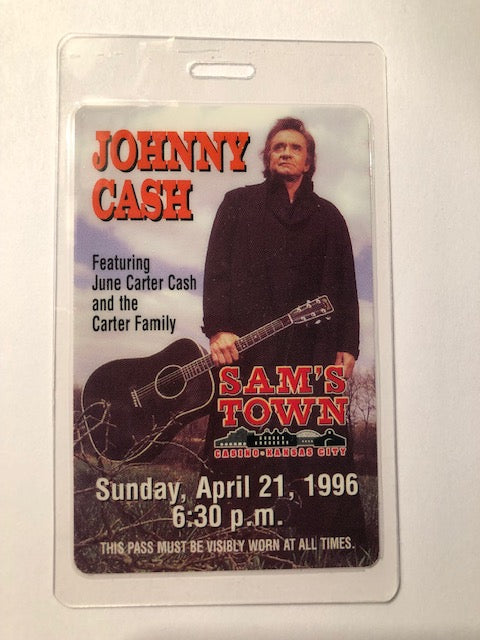 JOHNNY
CASH
Featuring
June Carter Cash
and the
Carter Family
SAM'S
TOWN
CASINO • KANSAS CITY
Sunday, April 21, 1996
6:30 p.m.
THIS PASS MUST BE VISIBLY WORN AT ALL TIMES.